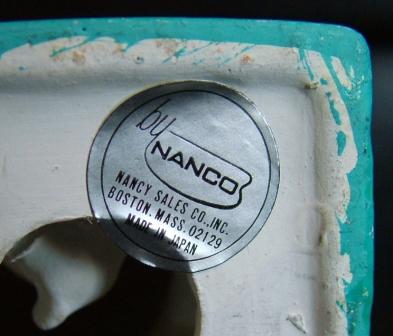 by
NANCO
NANCY SALES CO., INC.
BOSTON. MASS. 02129
MADE IN JAPAN